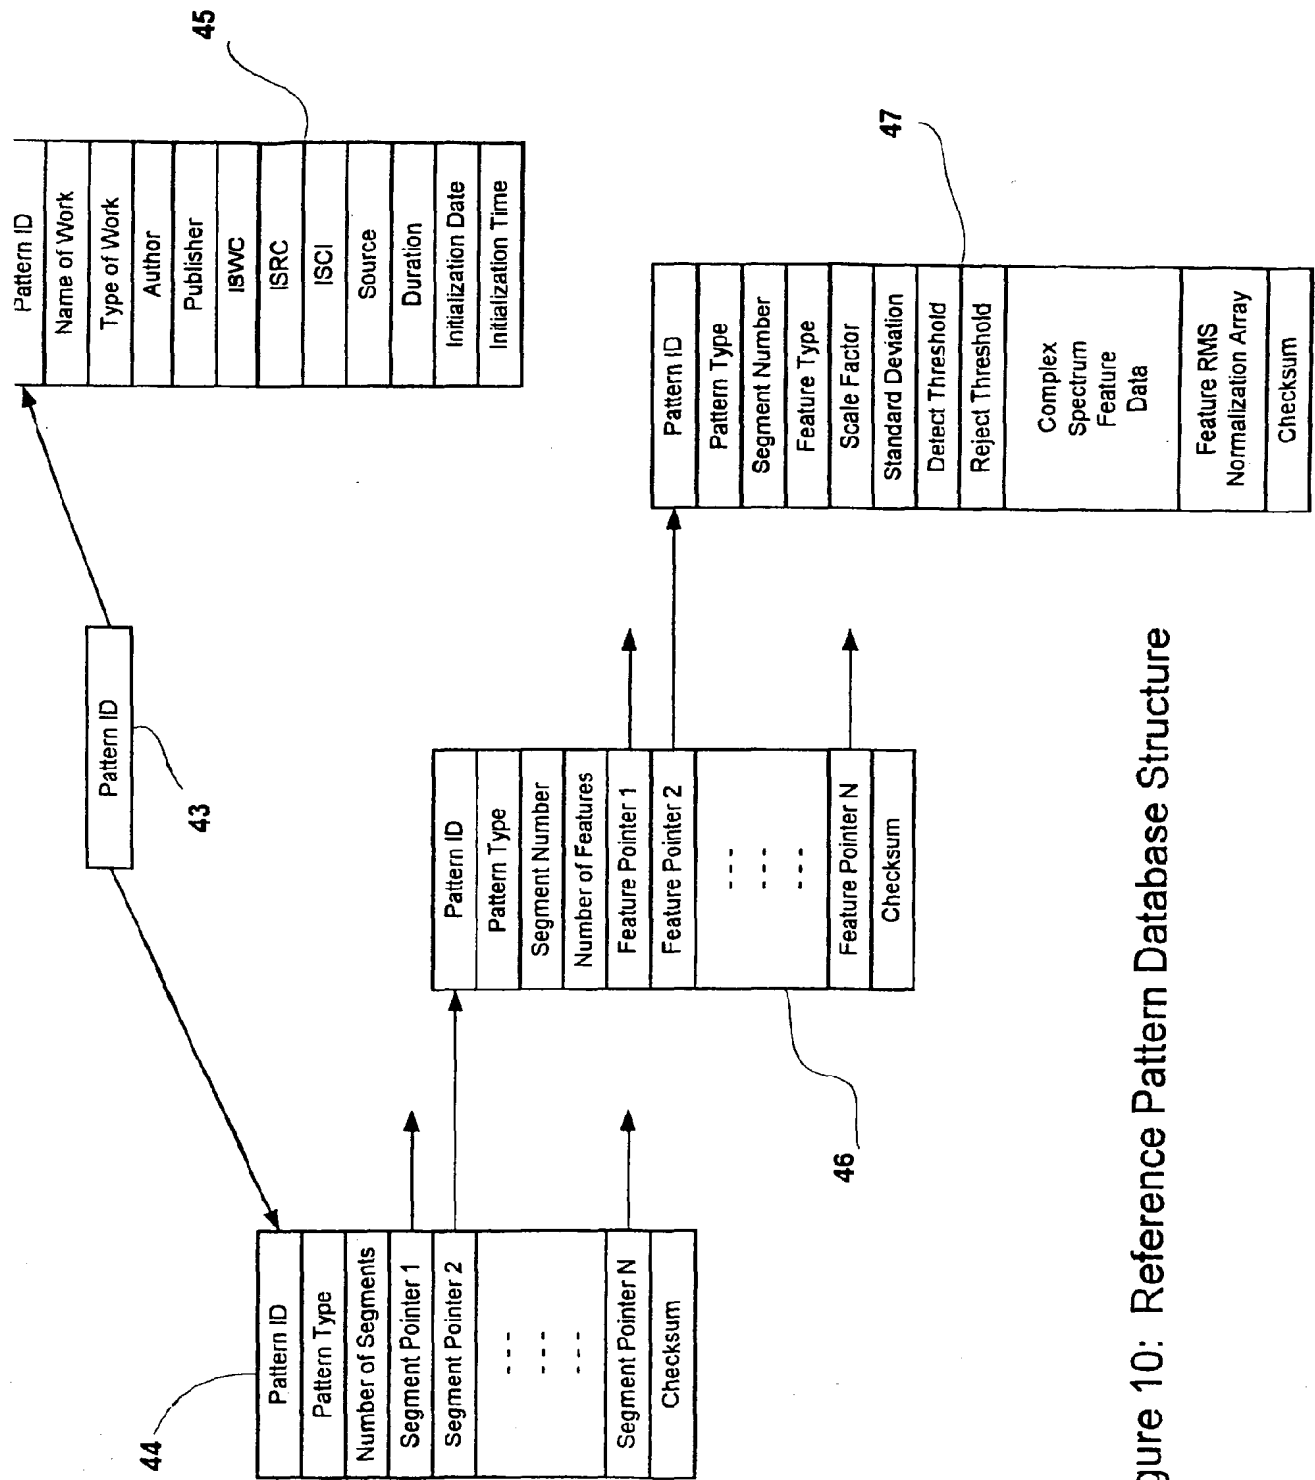 43
Pattern ID
45
Pattern ID
Name of Work
Type of Work
Author
Publisher
ISWC
ISRC
ISCI
Source
Duration
Initialization Date
Initialization Time
44
Pattern ID
Pattern Type
Number of Segments
Segment Pointer 1
Segment Pointer 2
- - -
- - -
- - -
Segment Pointer N
Checksum
46
Pattern ID
Pattern Type
Segment Number
Number of Features
Feature Pointer 1
Feature Pointer 2
- - -
- - -
- - -
Feature Pointer N
Checksum
47
Pattern ID
Pattern Type
Segment Number
Feature Type
Scale Factor
Standard Deviation
Detect Threshold
Reject Threshold
Complex
Spectrum
Feature
Data
Feature RMS
Normalization Array
Checksum
gure 10: Reference Pattern Database Structure